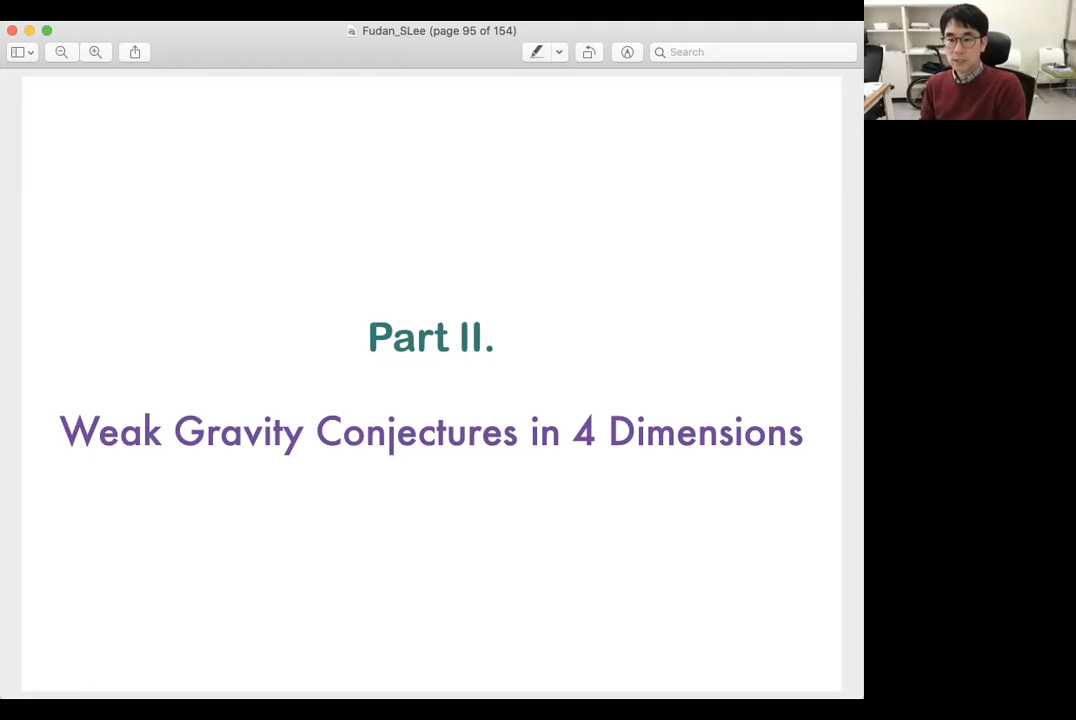 Fudan_SLee (page 95 of 154)
Search
Part II.
Weak Gravity Conjectures in 4 Dimensions